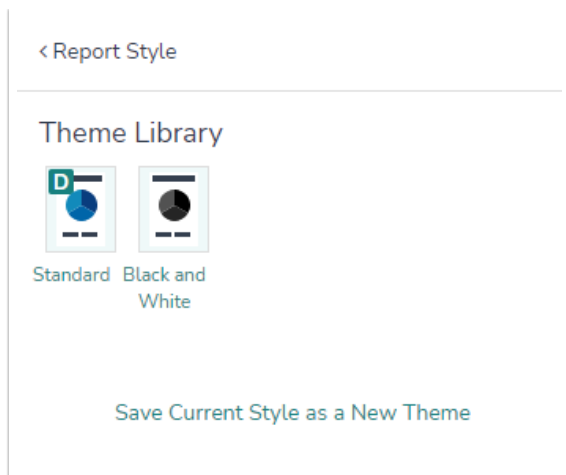 < Report Style
Theme Library
D
Standard
Black and
White
Save Current Style as a New Theme